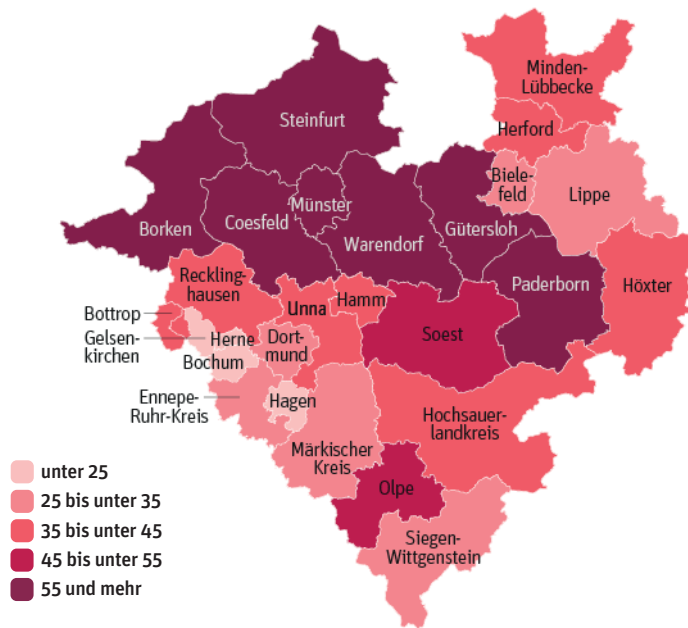 Minden-
Lübbecke
Herford
Steinfurt
Biele-
feld
Lippe
Münster
Borken
Coesfeld
Warendorf
Gütersloh
Paderborn
Höxter
Reckling-
hausen
Unna
Hamm
Bottrop
Gelsen-
kirchen
Herne
Bochum
Dort-
mund
Soest
Ennepe-
Ruhr-Kreis
Hagen
Hochsauer-
landkreis
Märkischer
Kreis
Olpe
Siegen-
Wittgenstein
unter 25
25 bis unter 35
35 bis unter 45
45 bis unter 55
55 und mehr